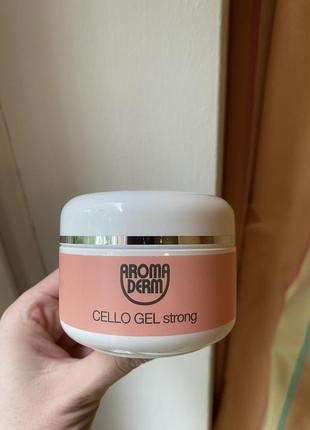 AROMA
DERM
CELLO GEL strong